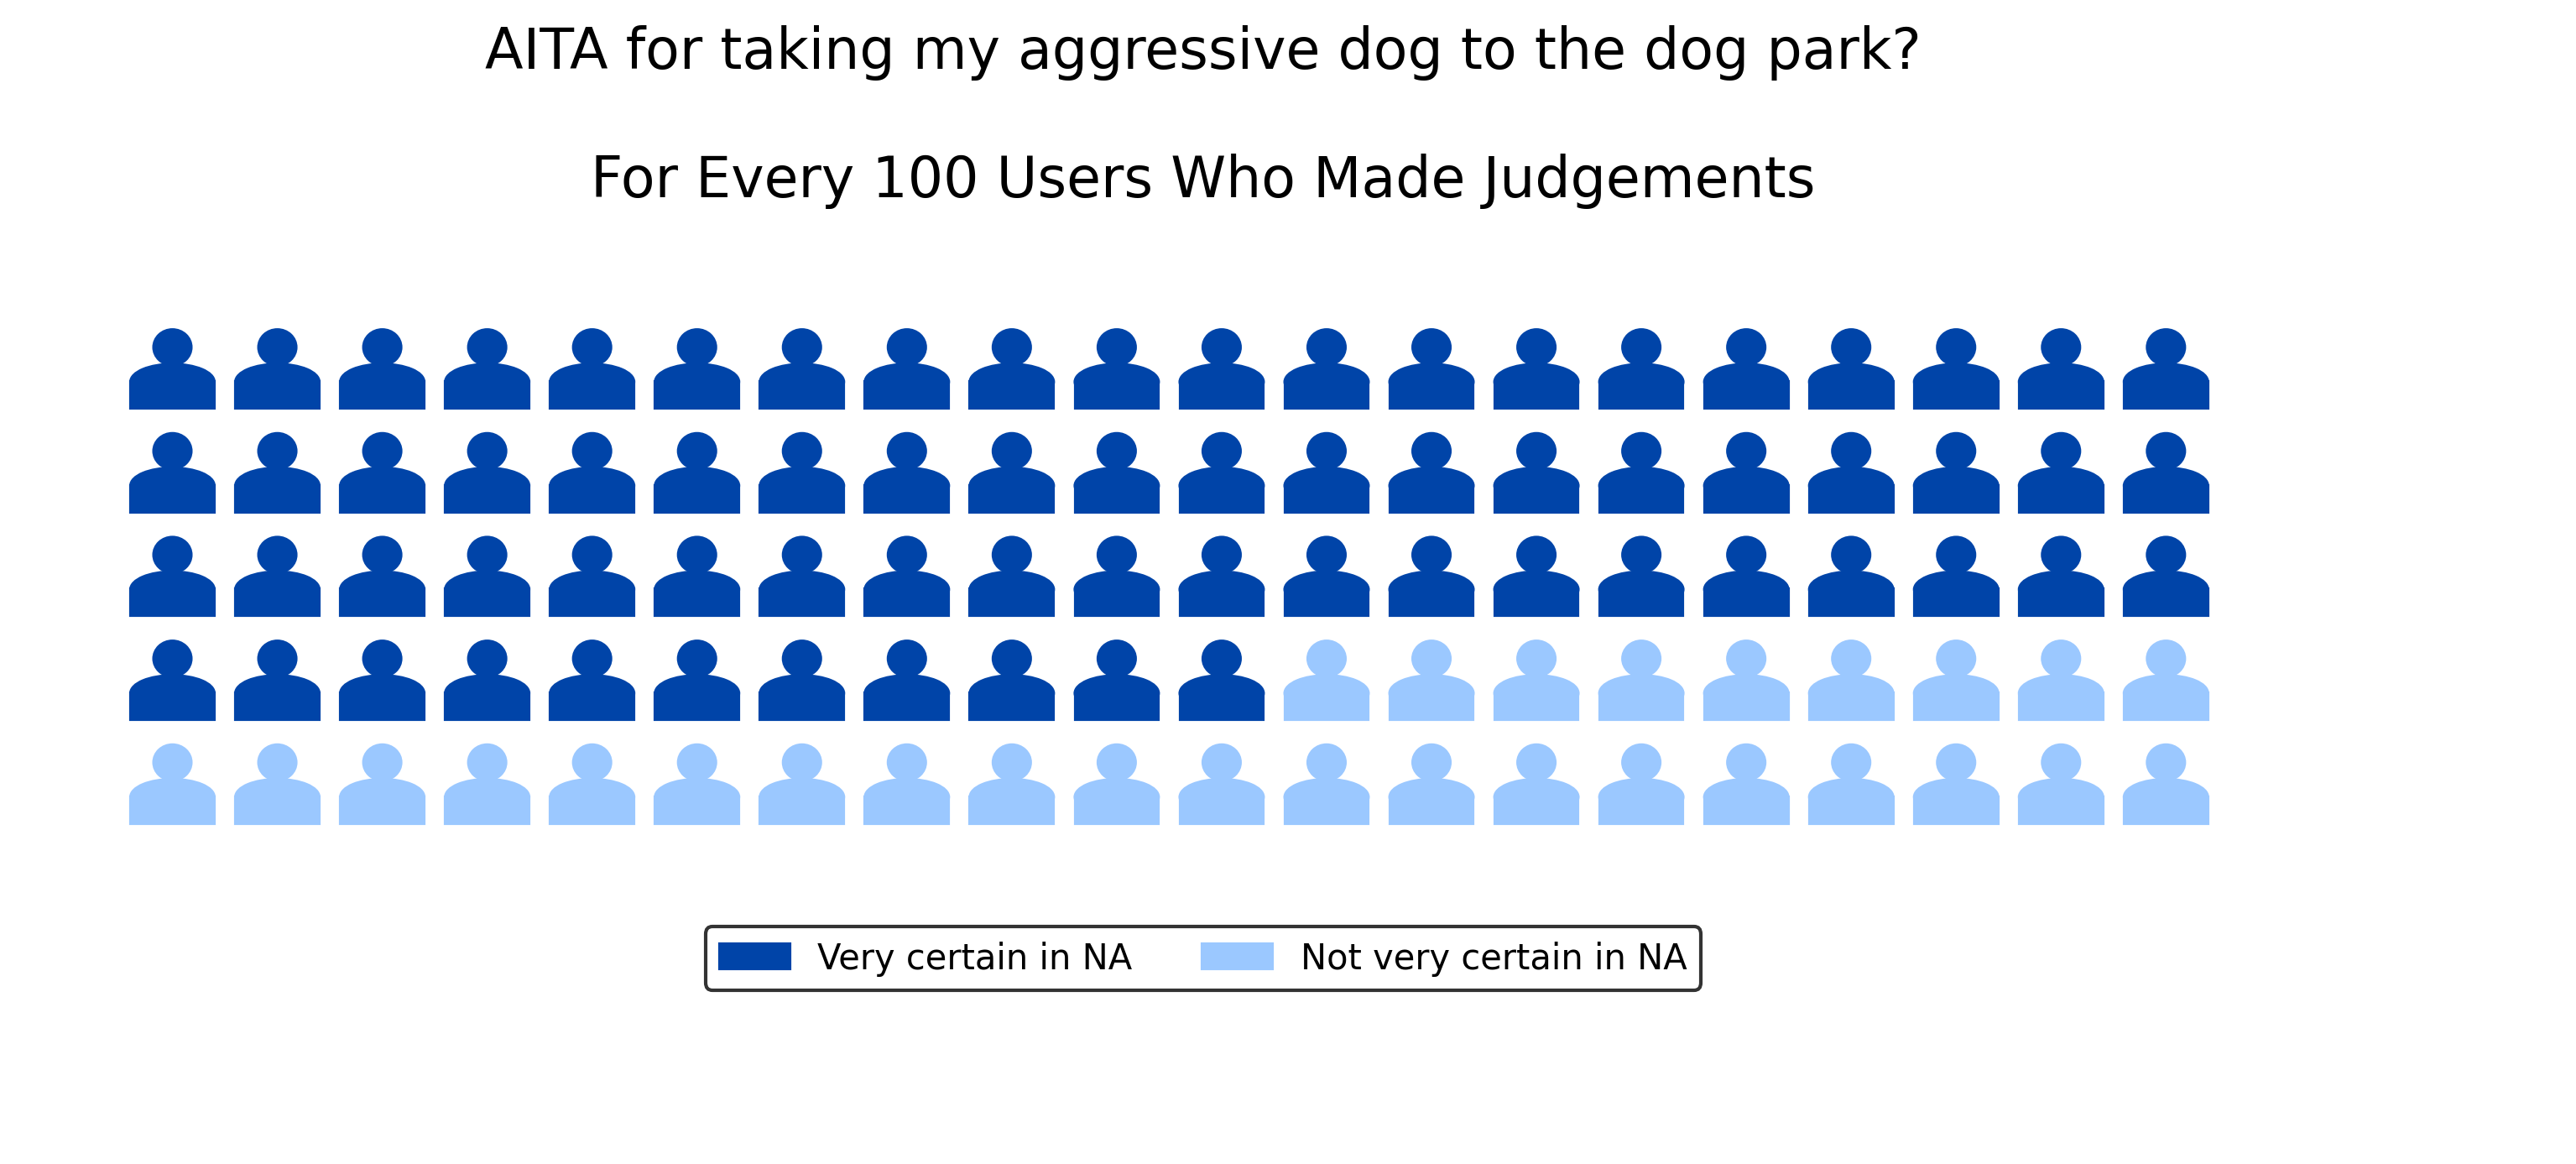 AITA for taking my aggressive dog to the dog park?
For Every 100 Users Who Made Judgements
Very certain in NA
Not very certain in NA